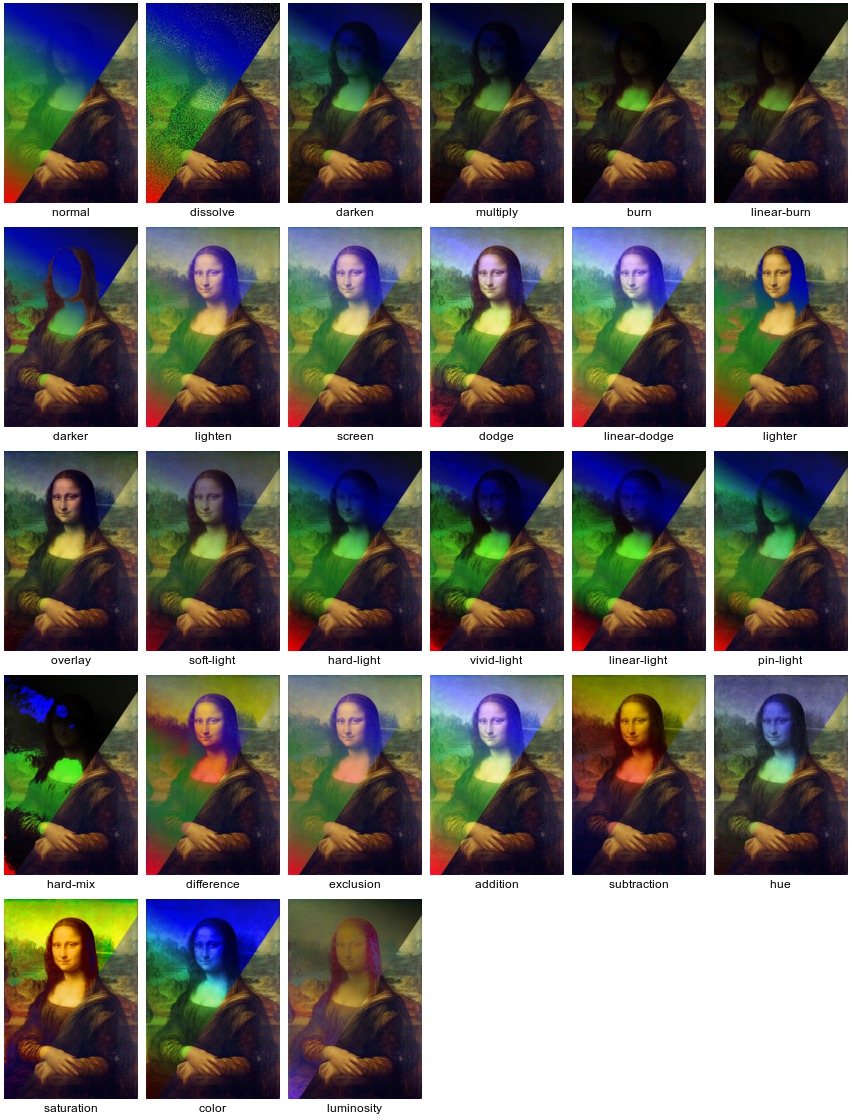 normal dissolve darken multiply burn linear-burn
darker lighten screen dodge linear-dodge lighter
overlay soft-light hard-light vivid-light linear-light pin-light
hard-mix difference exclusion addition subtraction hue
saturation color luminosity